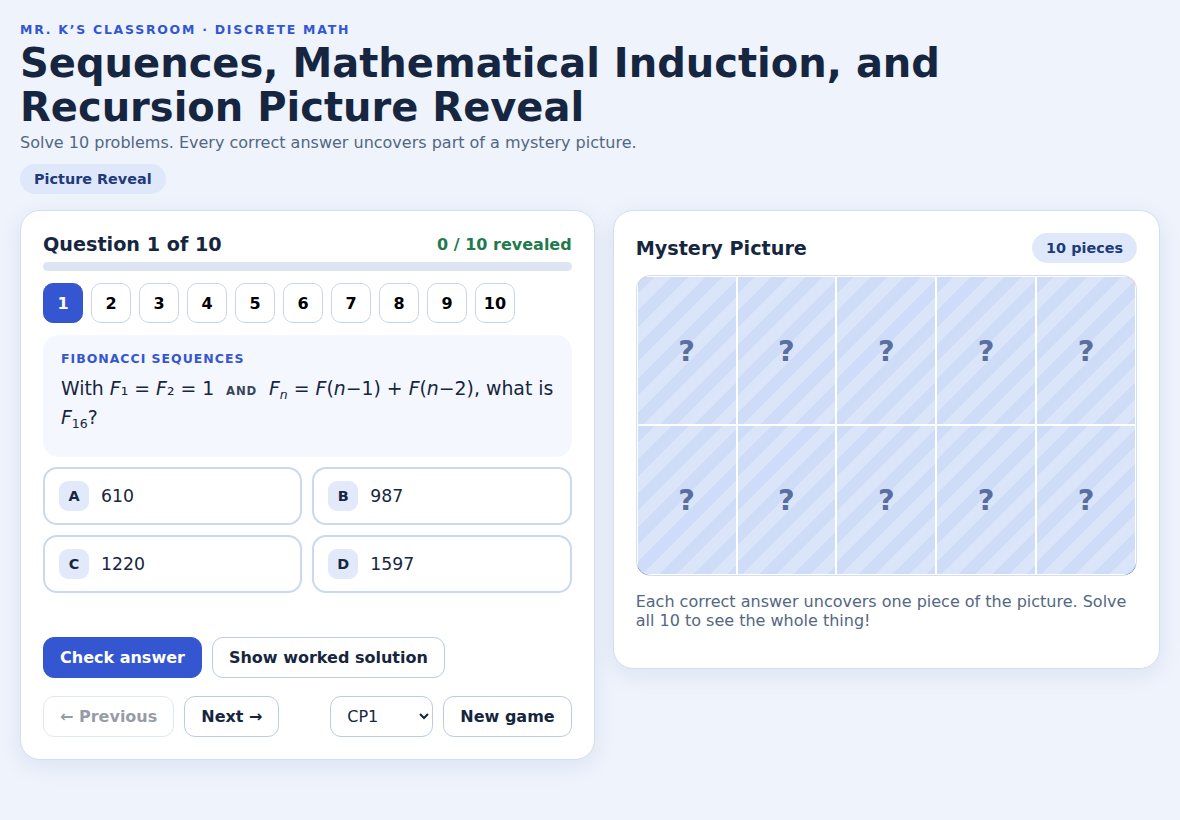 MR. K’S CLASSROOM · DISCRETE MATH
Sequences, Mathematical Induction, and
Recursion Picture Reveal
Solve 10 problems. Every correct answer uncovers part of a mystery picture.
Picture Reveal
Question 1 of 10
0 / 10 revealed
1 2 3 4 5 6 7 8 9 10
FIBONACCI SEQUENCES
With F₁ = F₂ = 1 AND Fₙ = F(n−1) + F(n−2), what is
F₁₆?
A 610
B 987
C 1220
D 1597
Check answer
Show worked solution
← Previous
Next →
CP1
New game
Mystery Picture
10 pieces
? ? ? ? ?
? ? ? ? ?
Each correct answer uncovers one piece of the picture. Solve
all 10 to see the whole thing!